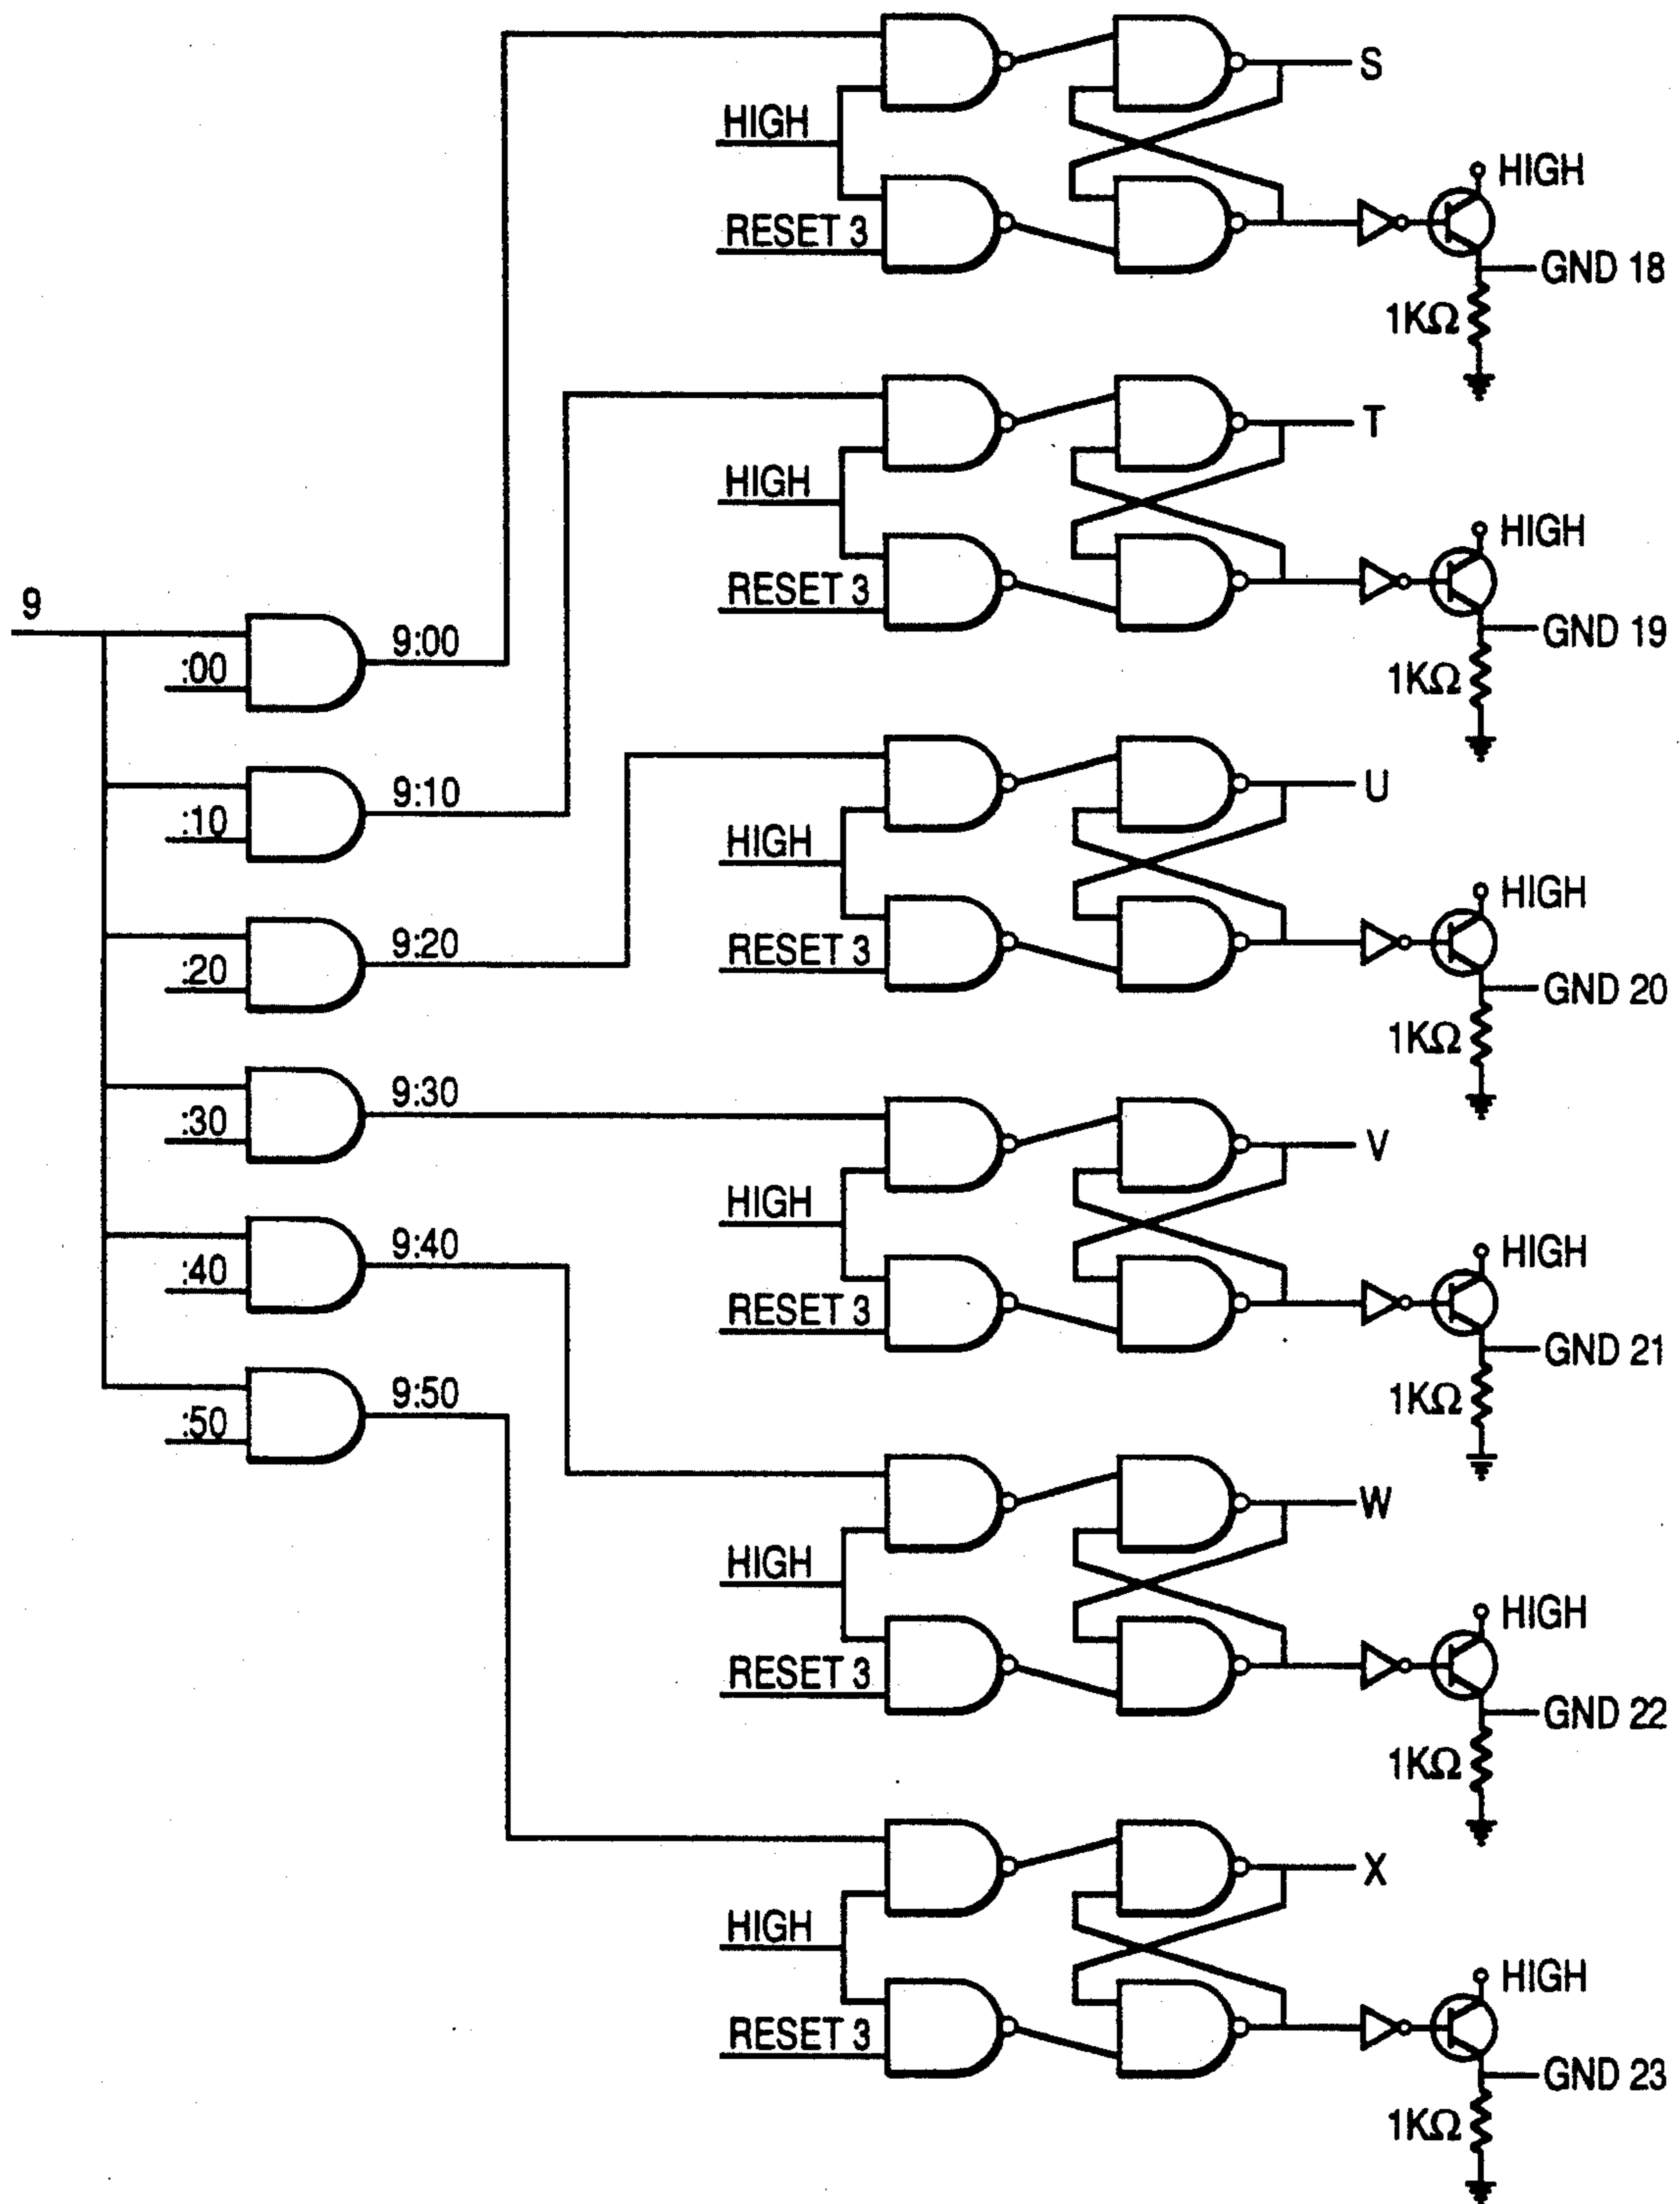 S
HIGH
HIGH
RESET 3
GND 18
1KΩ
T
HIGH
HIGH
RESET 3
GND 19
1KΩ
9
9:00
:00
9:10
:10
9:20
:20
9:30
:30
9:40
:40
9:50
:50
U
HIGH
HIGH
RESET 3
GND 20
1KΩ
V
HIGH
HIGH
RESET 3
GND 21
1KΩ
W
HIGH
HIGH
RESET 3
GND 22
1KΩ
X
HIGH
HIGH
RESET 3
GND 23
1KΩ